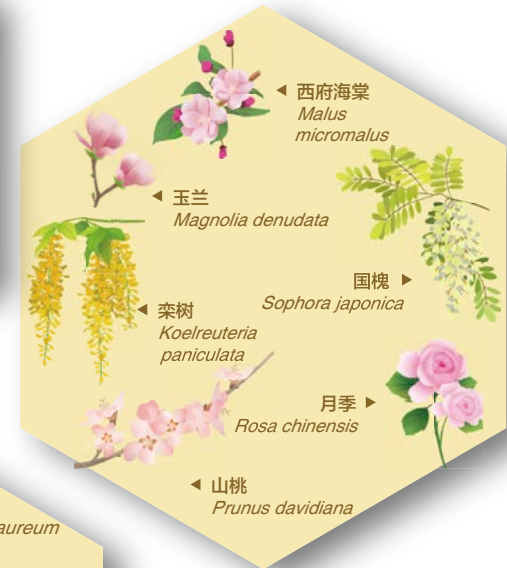 西府海棠
Malus
micromalus
玉兰
Magnolia denudata
国槐
Sophora japonica
栾树
Koelreuteria
paniculata
月季
Rosa chinensis
山桃
Prunus davidiana
aureum